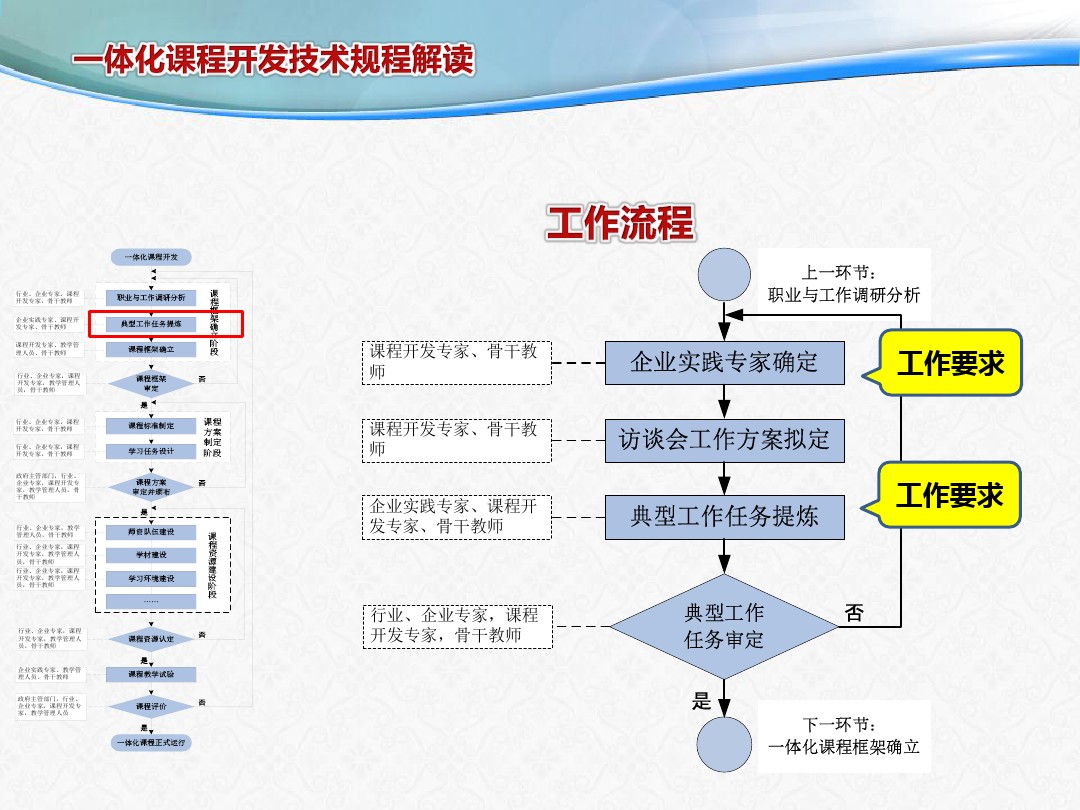 一体化课程开发技术规程解读
工作流程
一体化课程开发
行业、企业专家，课程
开发专家，骨干教师
职业与工作调研分析
企业实践专家、课程开
发专家、骨干教师
典型工作任务提炼
课程开发专家、教学管
理人员、骨干教师
课程框架确立
课程框架确立阶段
行业、企业专家，课程
开发专家，教学管理人
员，骨干教师
课程框架
审定
否
是
行业、企业专家，课程
开发专家，骨干教师
课程标准制定
行业、企业专家，课程
开发专家，骨干教师
学习任务设计
课程
方案
制定
阶段
政府主管部门，行业、
企业专家，课程开发专
家，教学管理人员，骨
干教师
课程方案
审定并颁布
否
是
行业、企业专家，教学
管理人员，骨干教师
师资队伍建设
行业、企业专家，课程
开发专家，教学管理人
员，骨干教师
学材建设
行业、企业专家，课程
开发专家，教学管理人
员，骨干教师
学习环境建设
……
课程资源建设阶段
行业、企业专家，课程
开发专家，教学管理人
员，骨干教师
课程资源认定
否
是
企业实践专家、教学管
理人员，骨干教师
课程教学试验
政府主管部门，行业、
企业专家，课程开发专
家，教学管理人员
课程评价
否
是
一体化课程正式运行
上一环节：
职业与工作调研分析
课程开发专家、骨干教
师
企业实践专家确定
工作要求
课程开发专家、骨干教
师
访谈会工作方案拟定
企业实践专家、课程开
发专家、骨干教师
典型工作任务提炼
工作要求
行业、企业专家，课程
开发专家，骨干教师
典型工作
任务审定
否
是
下一环节：
一体化课程框架确立